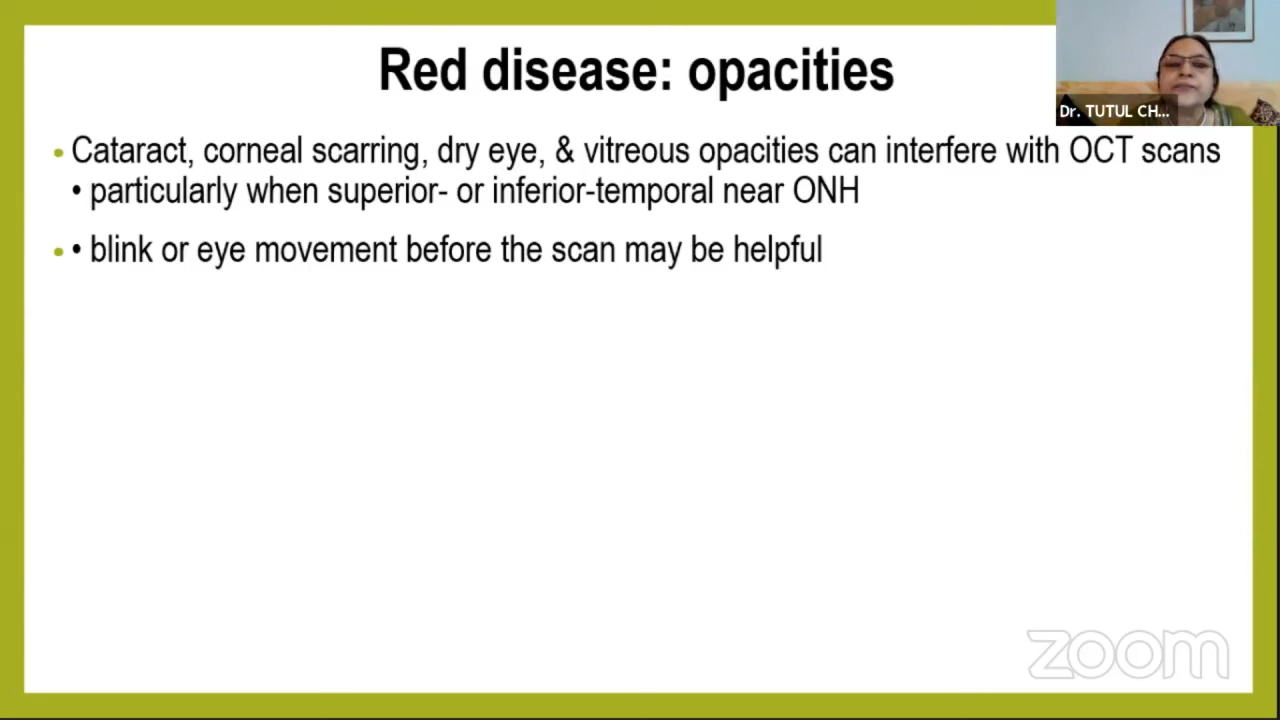 Red disease: opacities
Dr. TUTUL CH...
• Cataract, corneal scarring, dry eye, & vitreous opacities can interfere with OCT scans
• particularly when superior- or inferior-temporal near ONH
• • blink or eye movement before the scan may be helpful
zoom